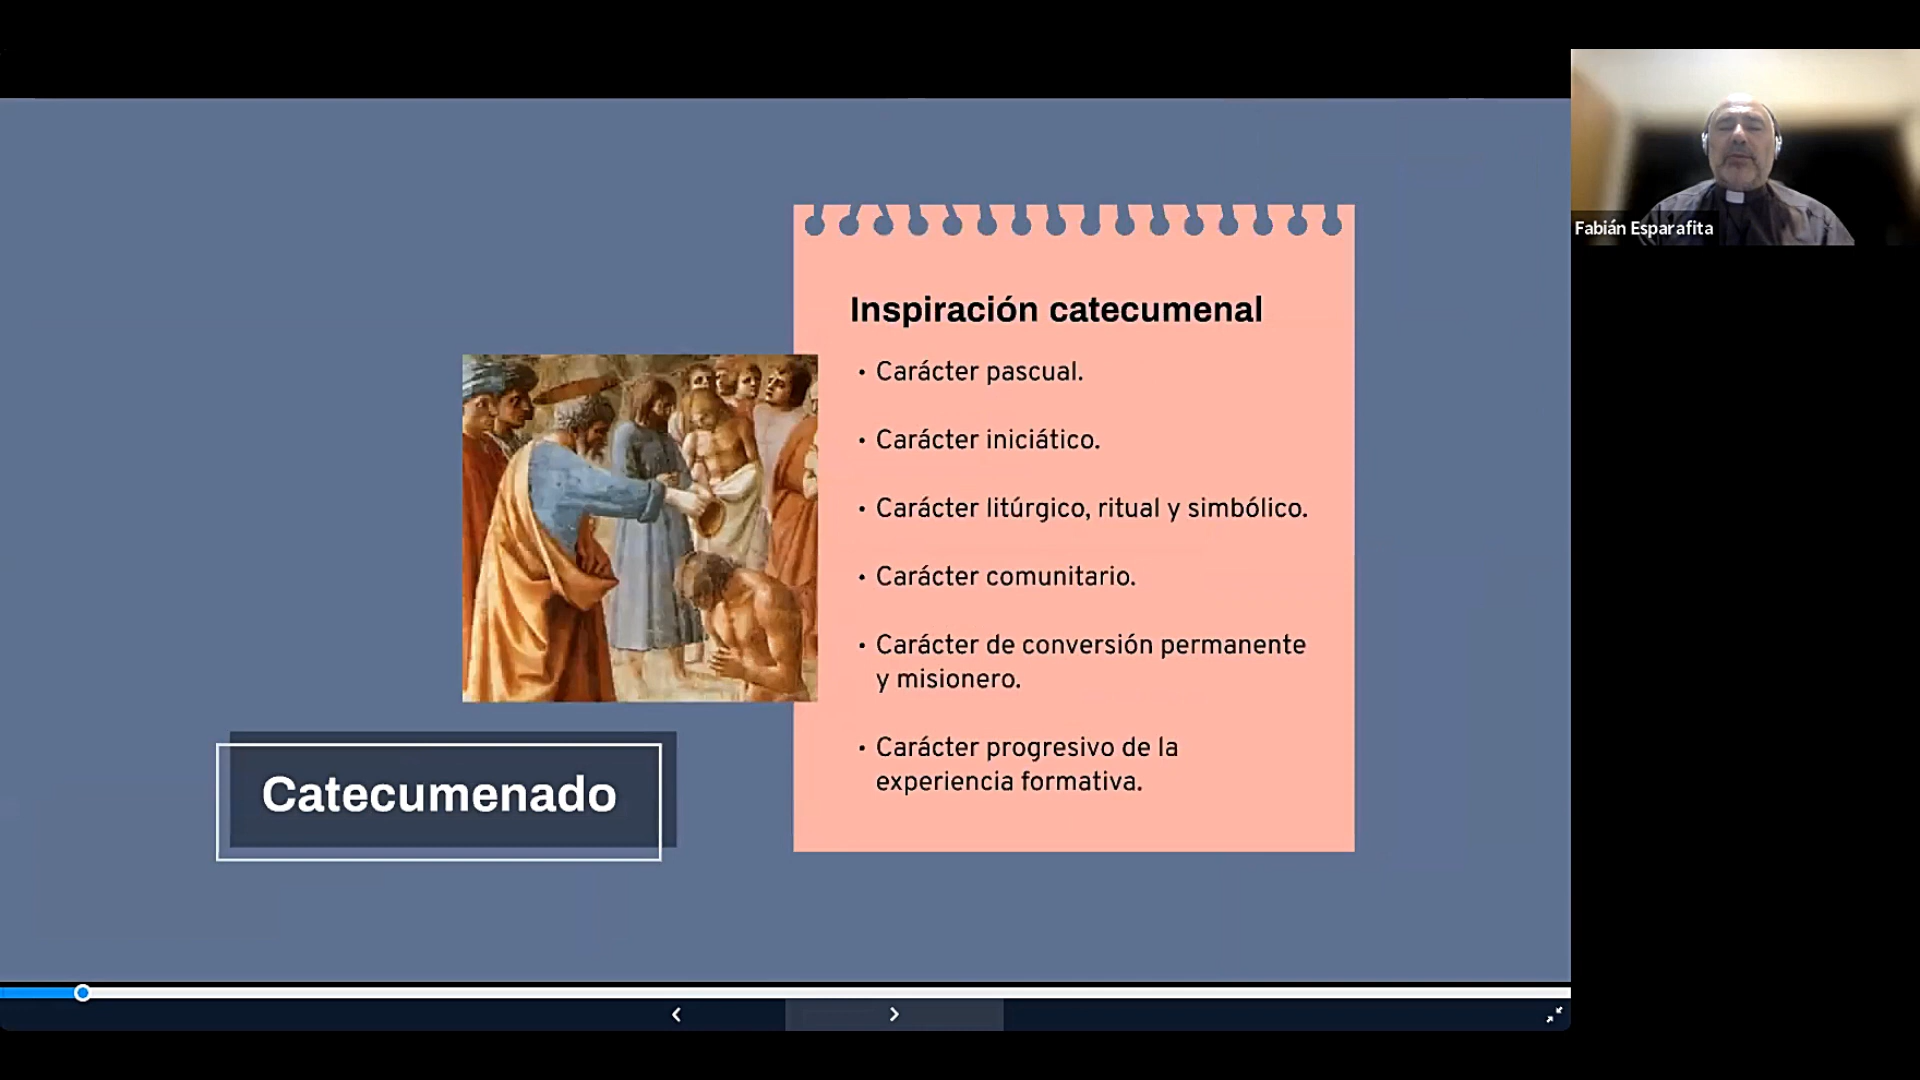 Inspiración catecumenal
• Carácter pascual.
• Carácter iniciático.
• Carácter litúrgico, ritual y simbólico.
• Carácter comunitario.
• Carácter de conversión permanente
y misionero.
• Carácter progresivo de la
experiencia formativa.
Catecumenado
Fabián Esparafita